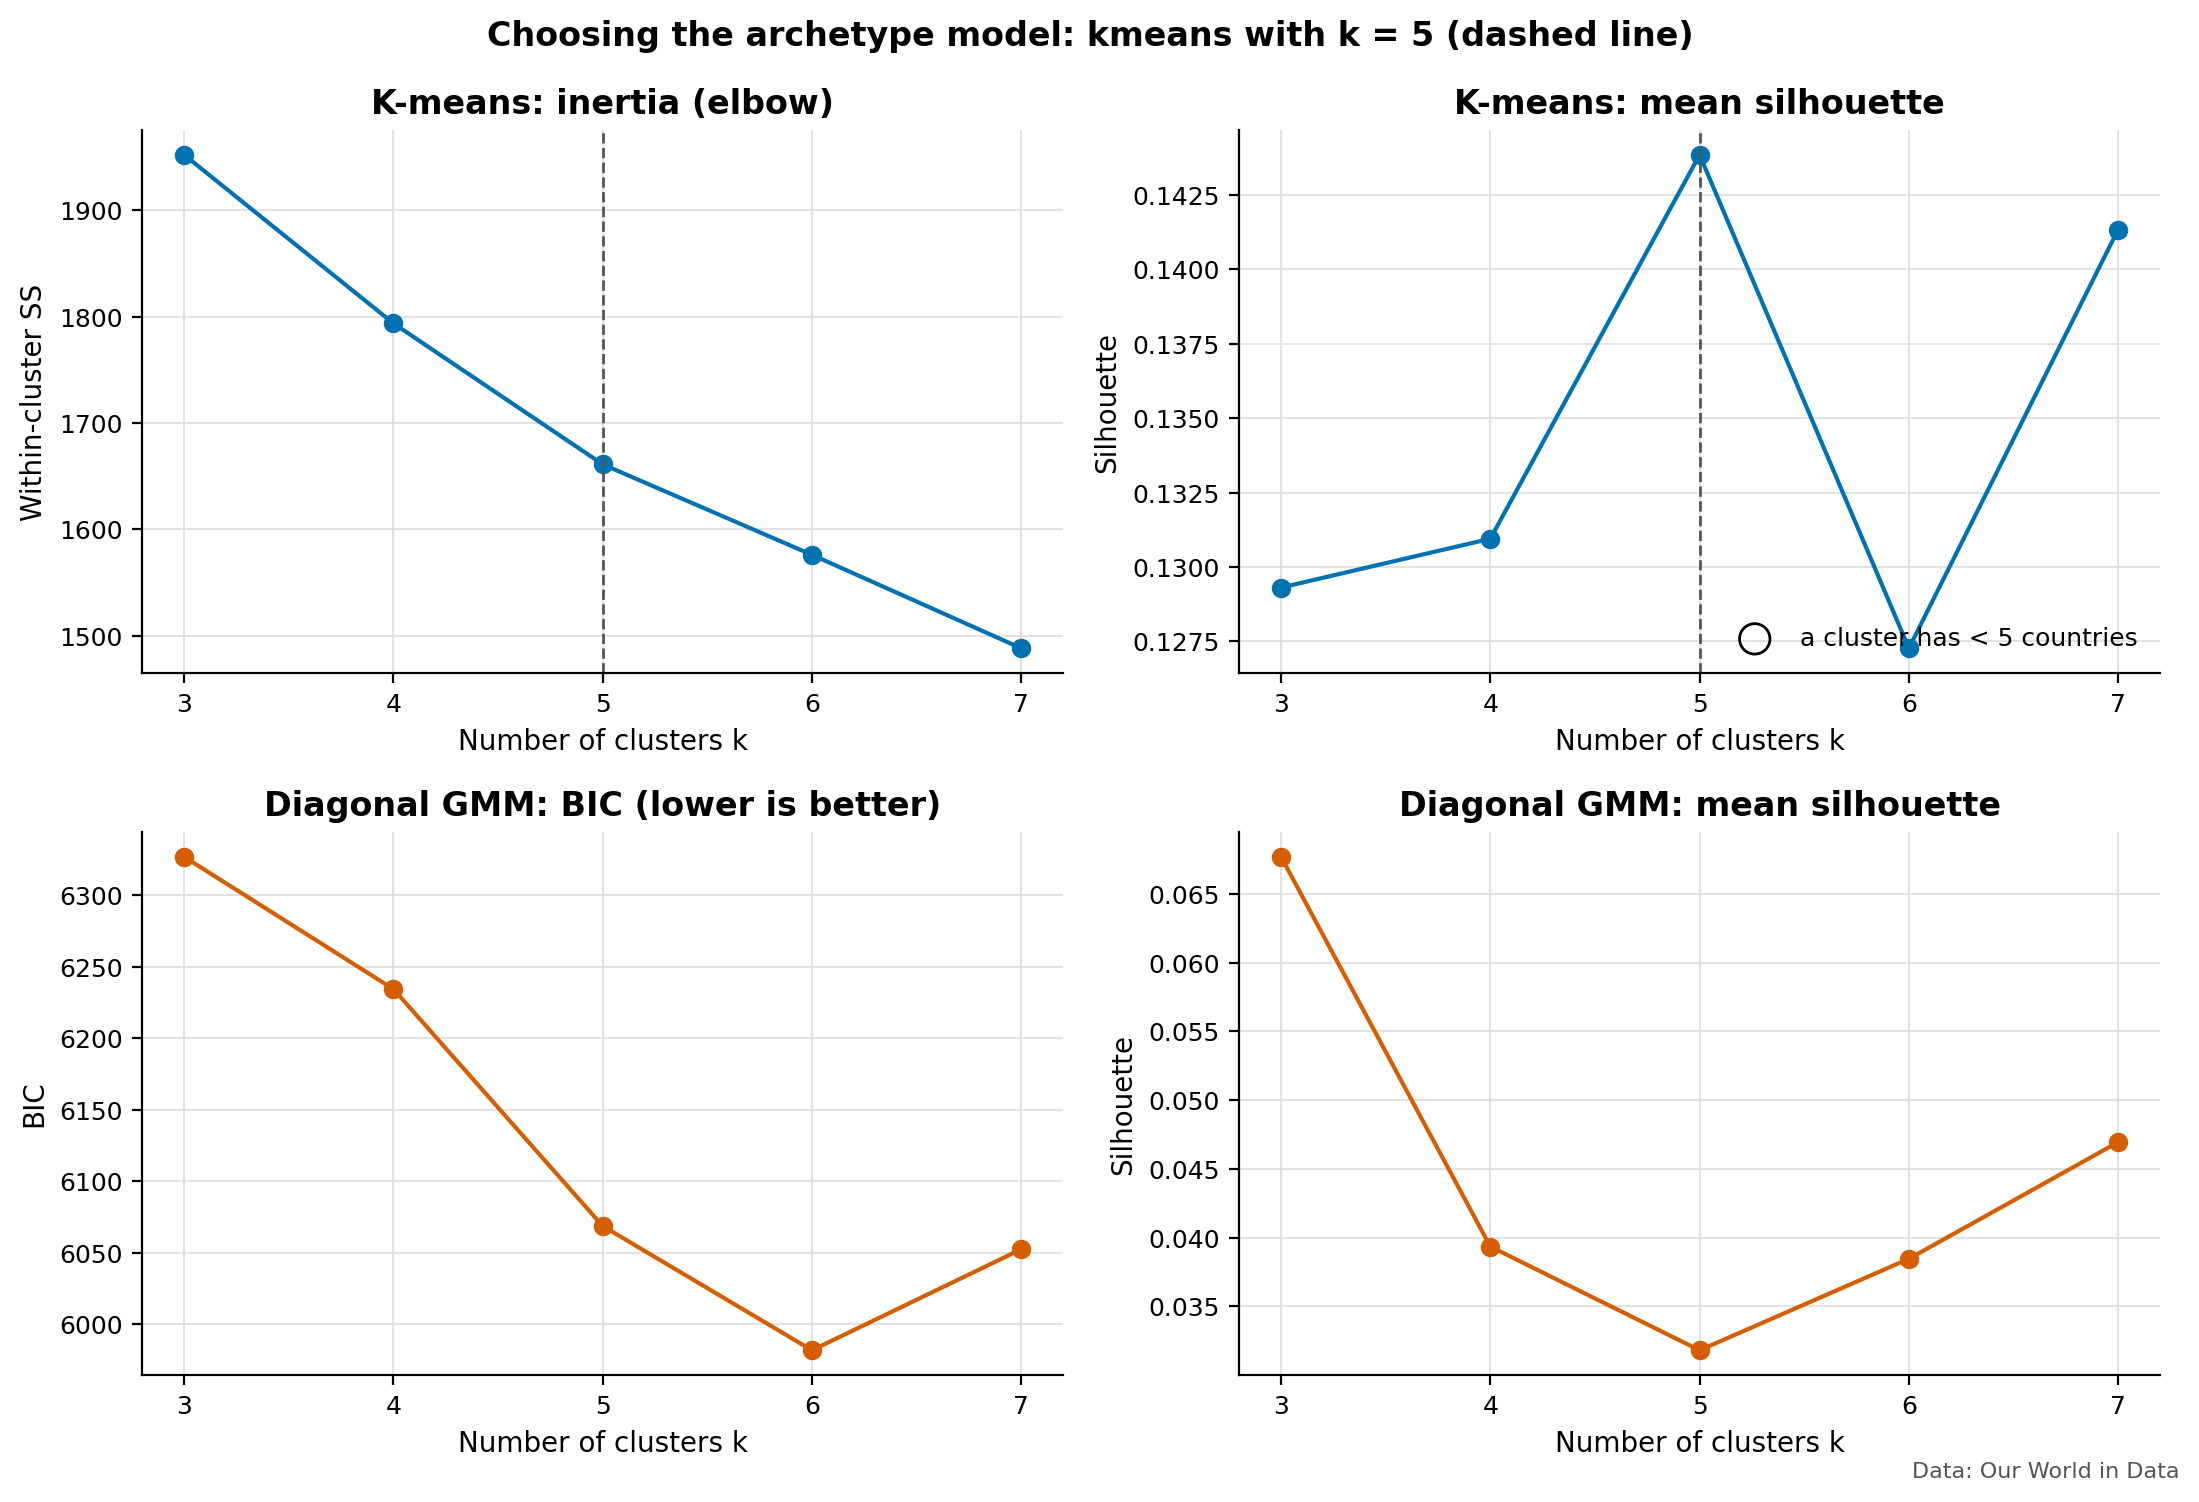 Choosing the archetype model: kmeans with k = 5 (dashed line)
K-means: inertia (elbow)
Within-cluster SS
1900
1800
1700
1600
1500
3 4 5 6 7
Number of clusters k
K-means: mean silhouette
Silhouette
0.1425
0.1400
0.1375
0.1350
0.1325
0.1300
0.1275
a cluster has < 5 countries
3 4 5 6 7
Number of clusters k
Diagonal GMM: BIC (lower is better)
BIC
6300
6250
6200
6150
6100
6050
6000
3 4 5 6 7
Number of clusters k
Diagonal GMM: mean silhouette
Silhouette
0.065
0.060
0.055
0.050
0.045
0.040
0.035
3 4 5 6 7
Number of clusters k
Data: Our World in Data